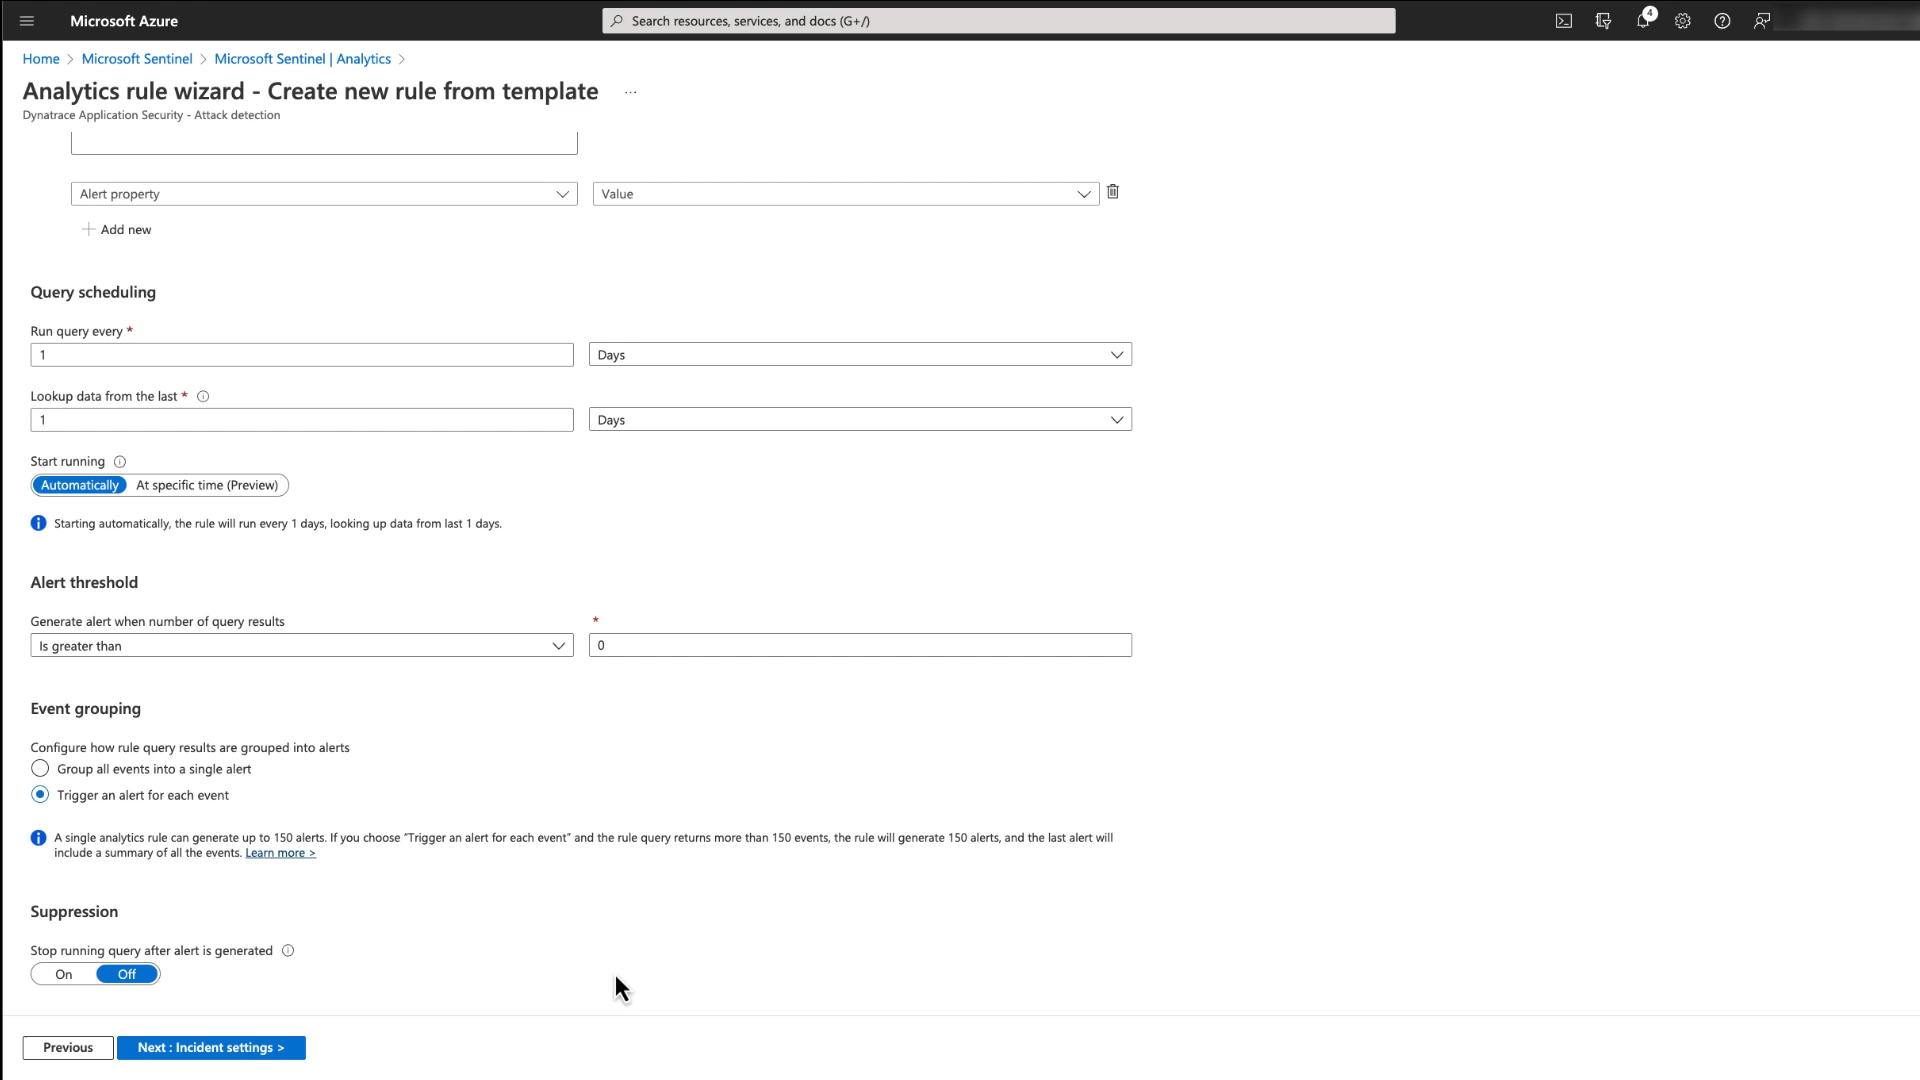 Microsoft Azure
Search resources, services, and docs (G+/)
4
Home > Microsoft Sentinel > Microsoft Sentinel | Analytics >
Analytics rule wizard - Create new rule from template ...
Dynatrace Application Security - Attack detection
Alert property
Value
+ Add new
Query scheduling
Run query every *
1
Days
Lookup data from the last *
1
Days
Start running
Automatically At specific time (Preview)
Starting automatically, the rule will run every 1 days, looking up data from last 1 days.
Alert threshold
Generate alert when number of query results
*
Is greater than
0
Event grouping
Configure how rule query results are grouped into alerts
Group all events into a single alert
Trigger an alert for each event
A single analytics rule can generate up to 150 alerts. If you choose "Trigger an alert for each event" and the rule query returns more than 150 events, the rule will generate 150 alerts, and the last alert will
include a summary of all the events. Learn more >
Suppression
Stop running query after alert is generated
On Off
Previous
Next : Incident settings >